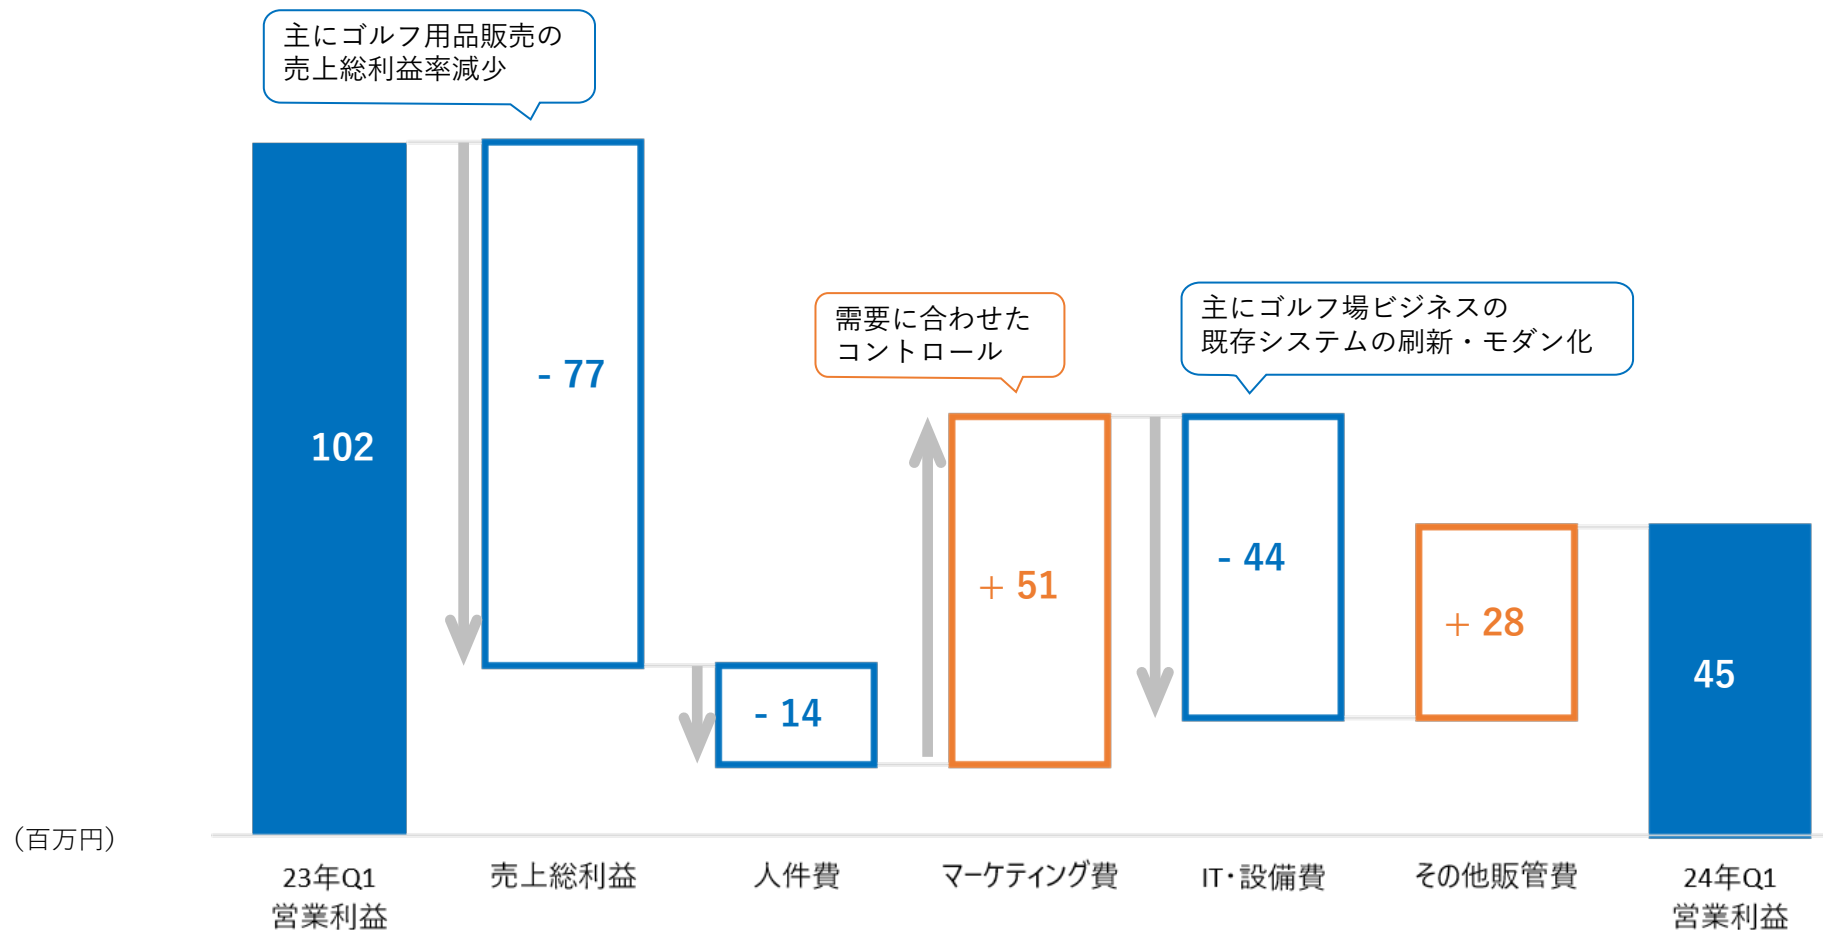 主にゴルフ用品販売の
売上総利益率減少
需要に合わせた
コントロール
主にゴルフ場ビジネスの
既存システムの刷新・モダン化
102
- 77
- 14
+ 51
- 44
+ 28
45
（百万円）
23年Q1
営業利益
売上総利益
人件費
マーケティング費
IT・設備費
その他販管費
24年Q1
営業利益